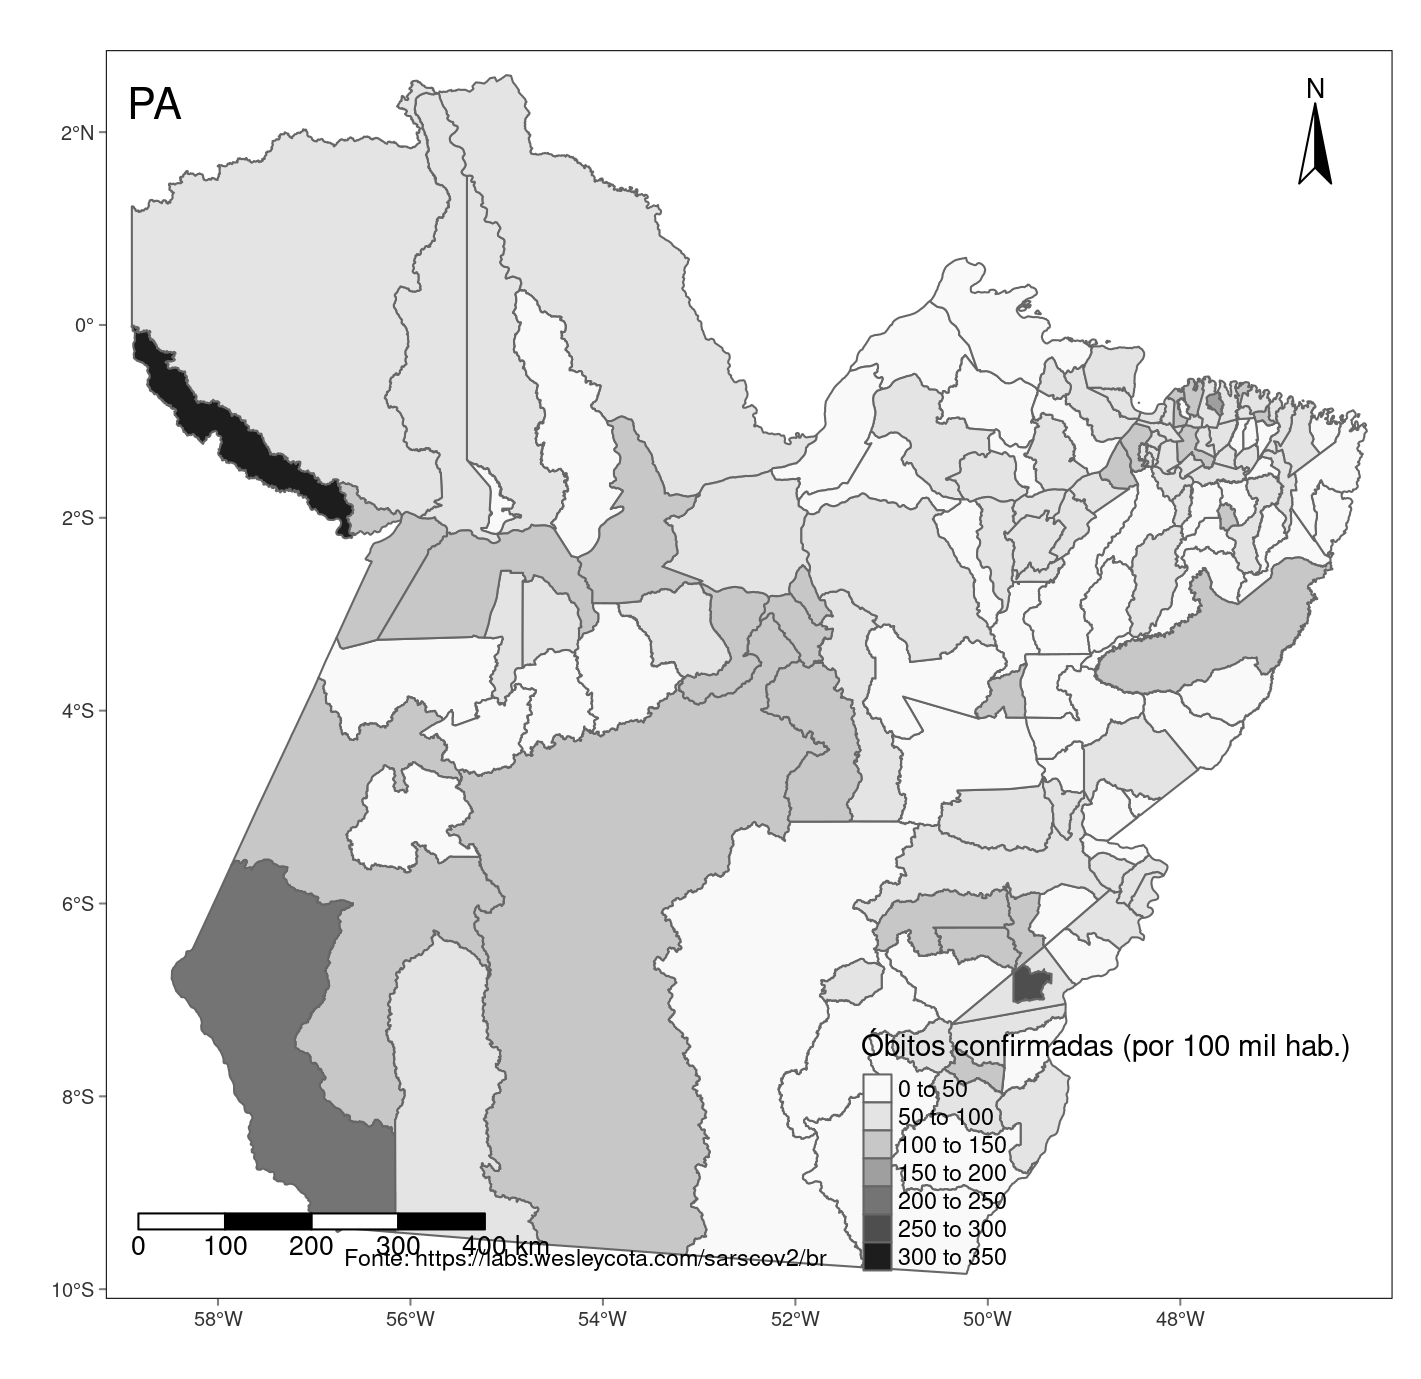 PA
N
2°N
0°
2°S
4°S
6°S
8°S
10°S
Óbitos confirmadas (por 100 mil hab.)
0 to 50
50 to 100
100 to 150
150 to 200
200 to 250
250 to 300
300 to 350
0 100 200 300 400 km
Fonte: https://labs.wesleycota.com/sarscov2/br
58°W 56°W 54°W 52°W 50°W 48°W